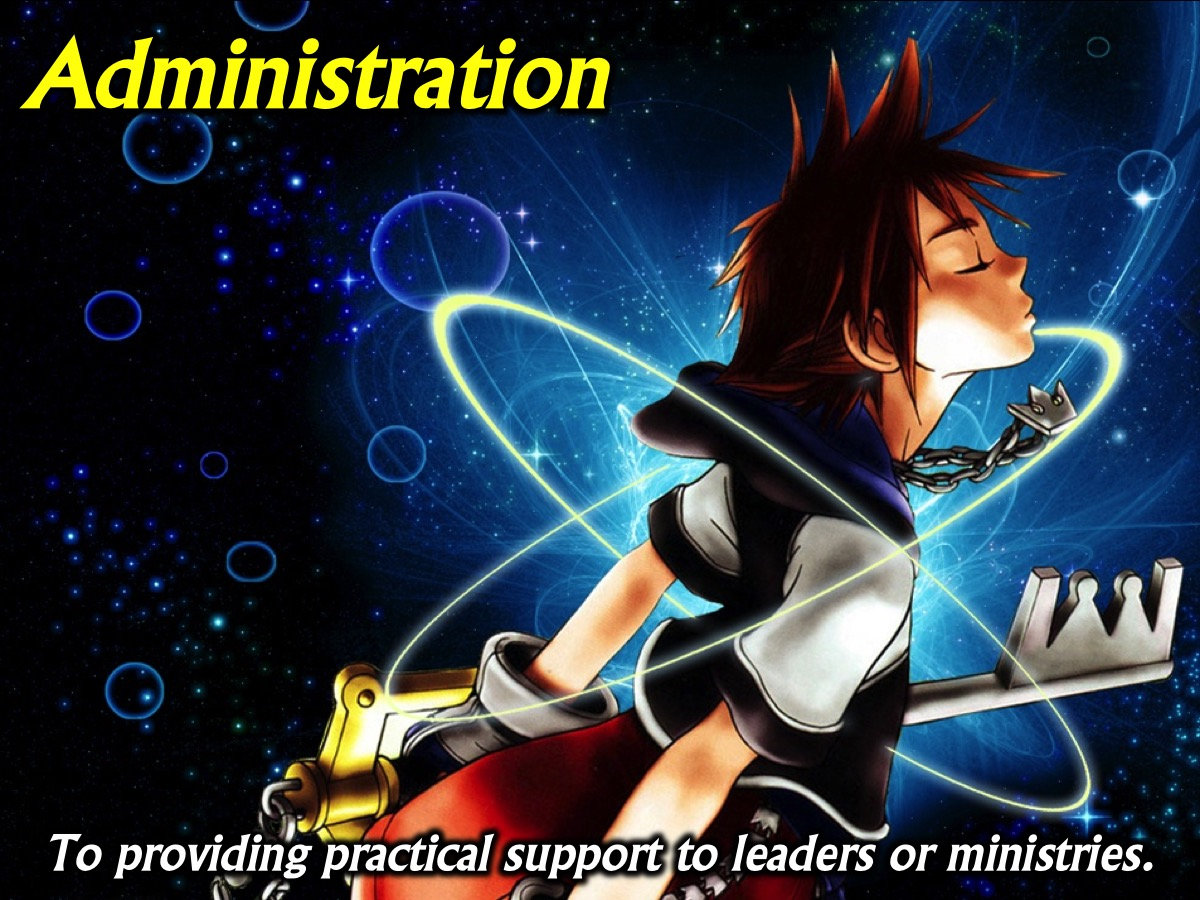 Administration
To providing practical support to leaders or ministries.